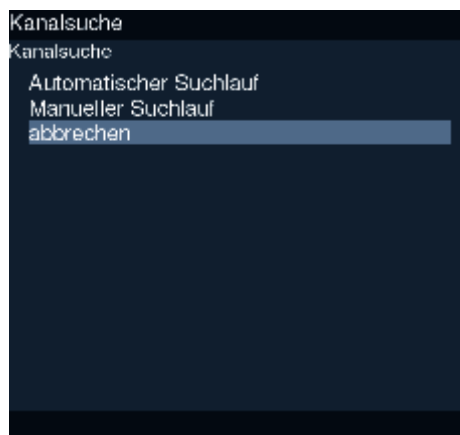 Kanalsuche
Kanalsuche
Automatischer Suchlauf
Manueller Suchlauf
abbrechen